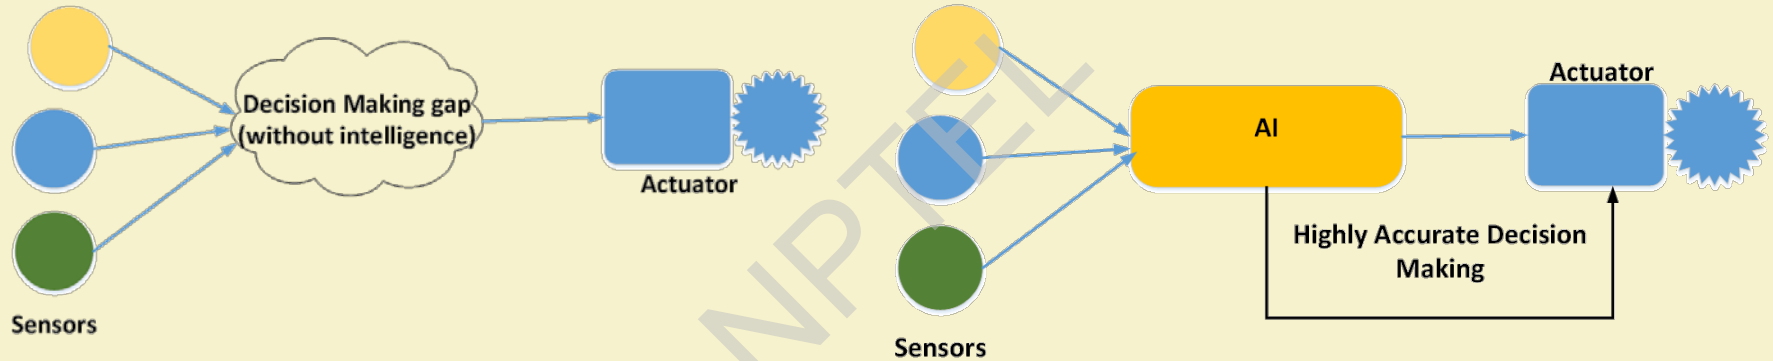 Decision Making gap
(without intelligence)
Actuator
Sensors
NPTEL
AI
Actuator
Highly Accurate Decision
Making
Sensors